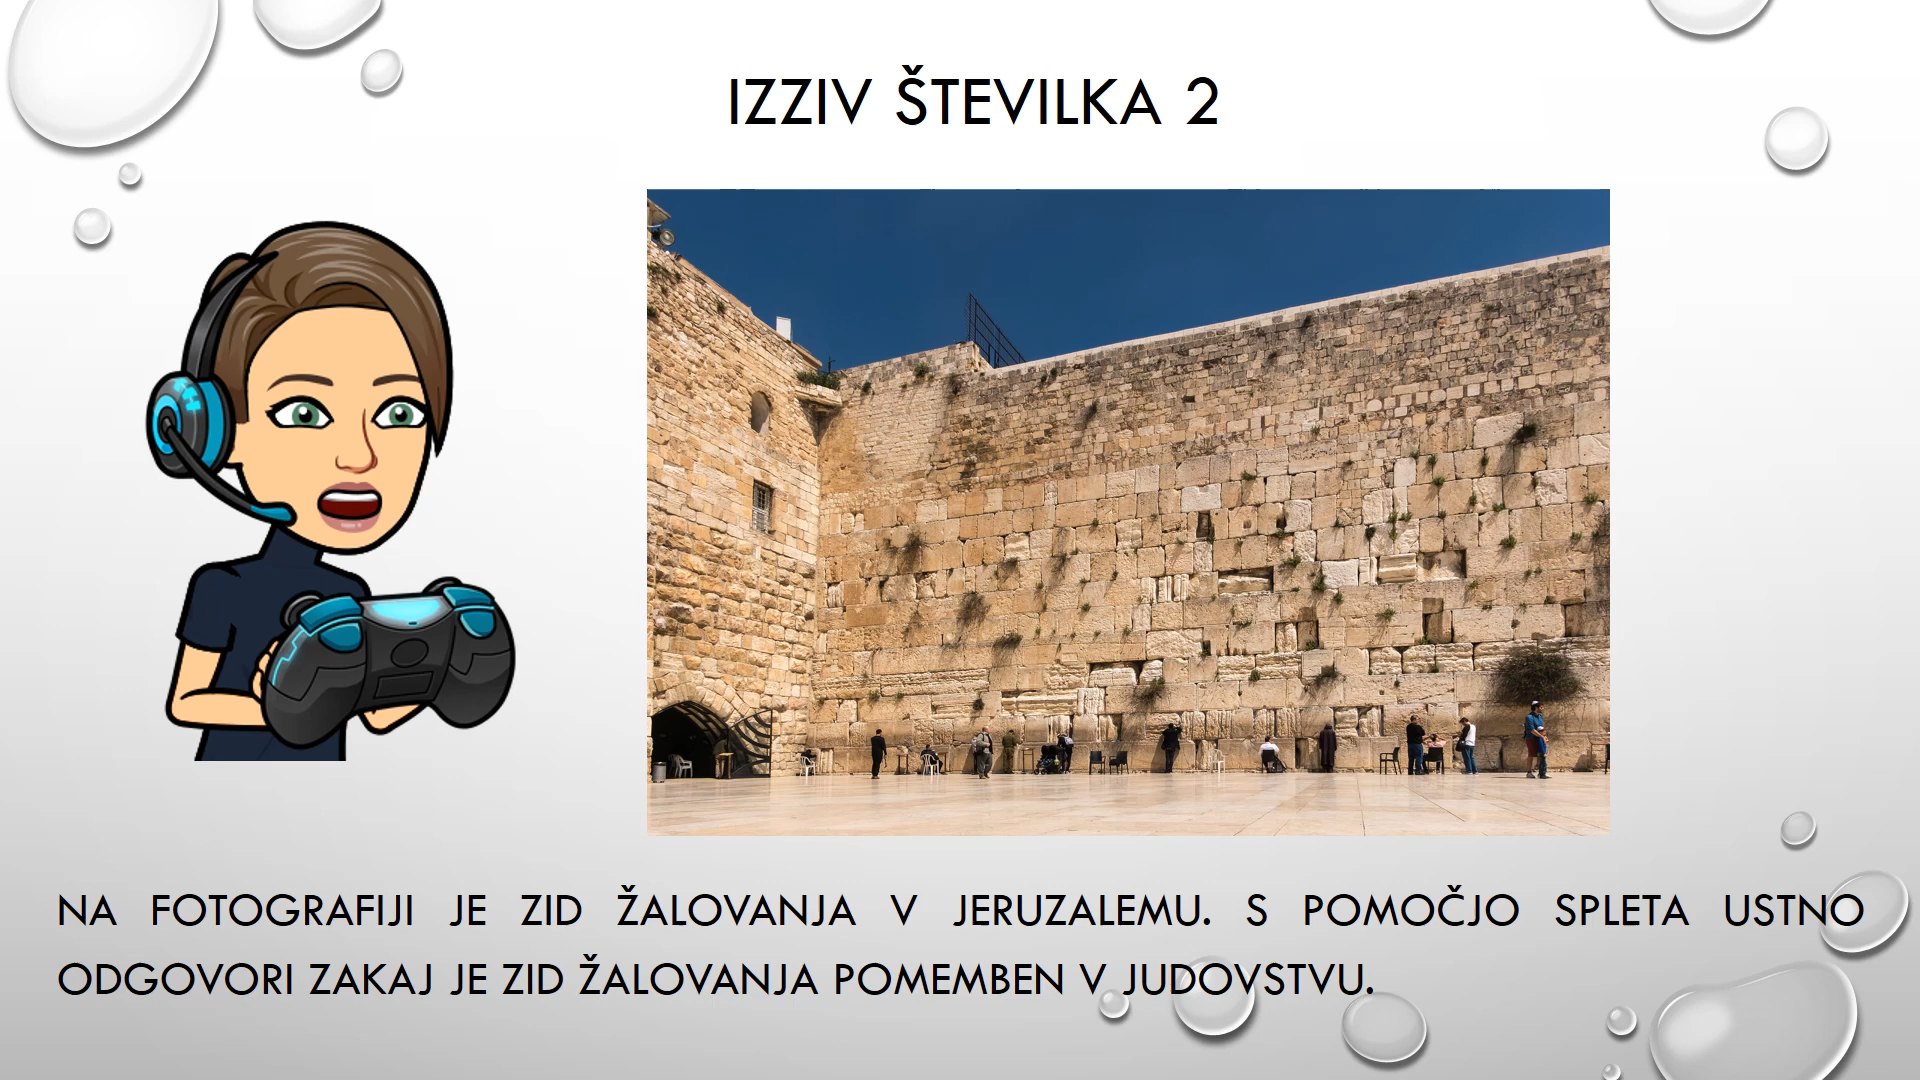 IZZIV ŠTEVILKA 2
NA FOTOGRAFIJI JE ZID ŽALOVANJA V JERUZALEMU. S POMOČJO SPLETA USTNO
ODGOVORI ZAKAJ JE ZID ŽALOVANJA POMEMBEN V JUDOVSTVU.